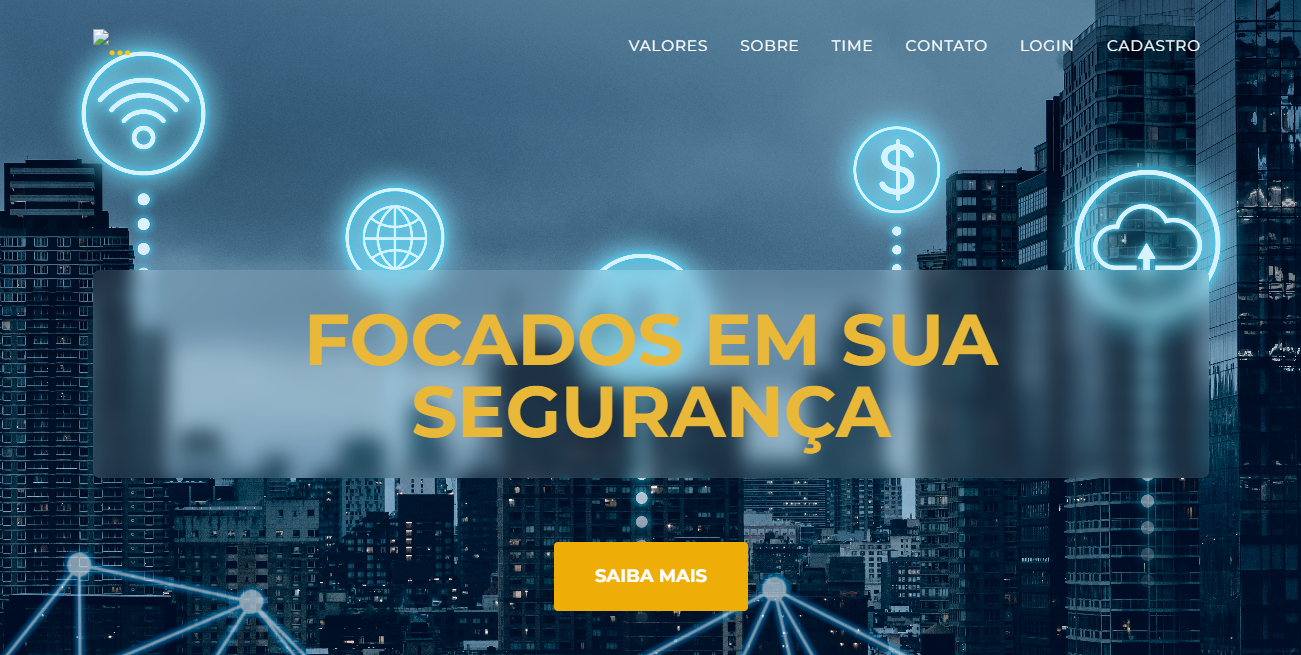 ...
VALORES SOBRE TIME CONTATO LOGIN CADASTRO
FOCADOS EM SUA
SEGURANÇA
SAIBA MAIS